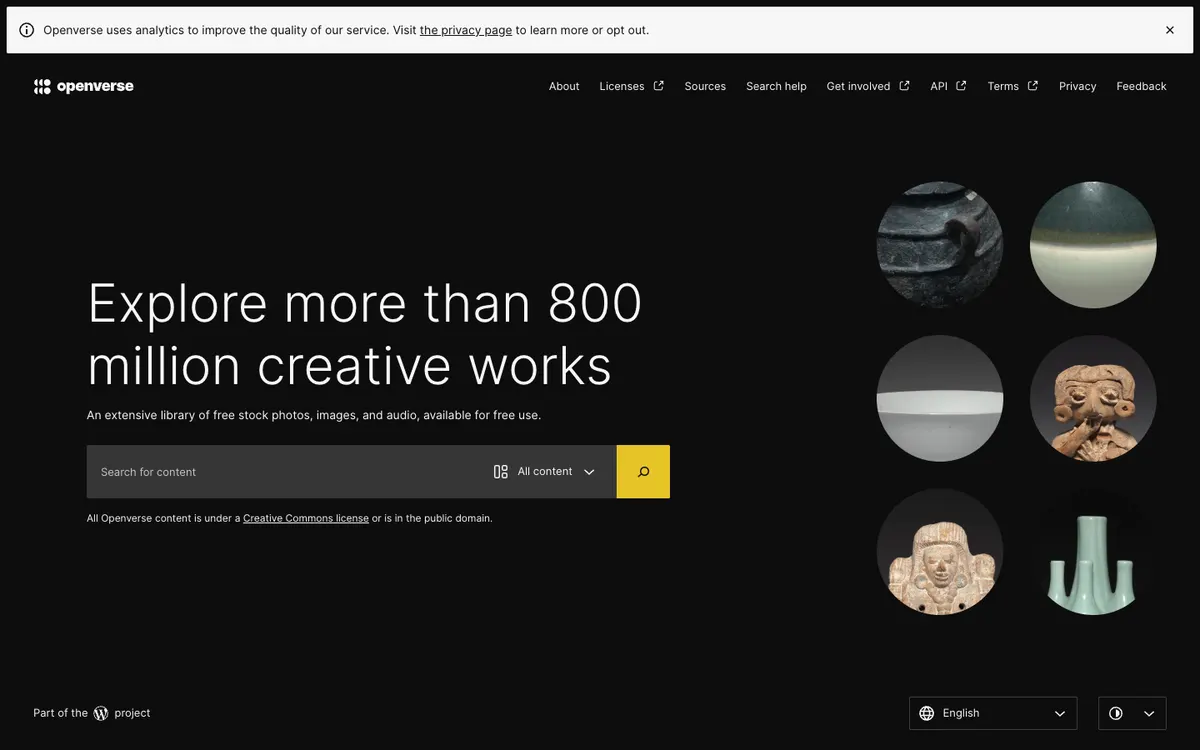 Openverse uses analytics to improve the quality of our service. Visit the privacy page to learn more or opt out.
openverse
About
Licenses
Sources
Search help
Get involved
API
Terms
Privacy
Feedback
Explore more than 800
million creative works
An extensive library of free stock photos, images, and audio, available for free use.
Search for content
All content
All Openverse content is under a Creative Commons license or is in the public domain.
Part of the project
English